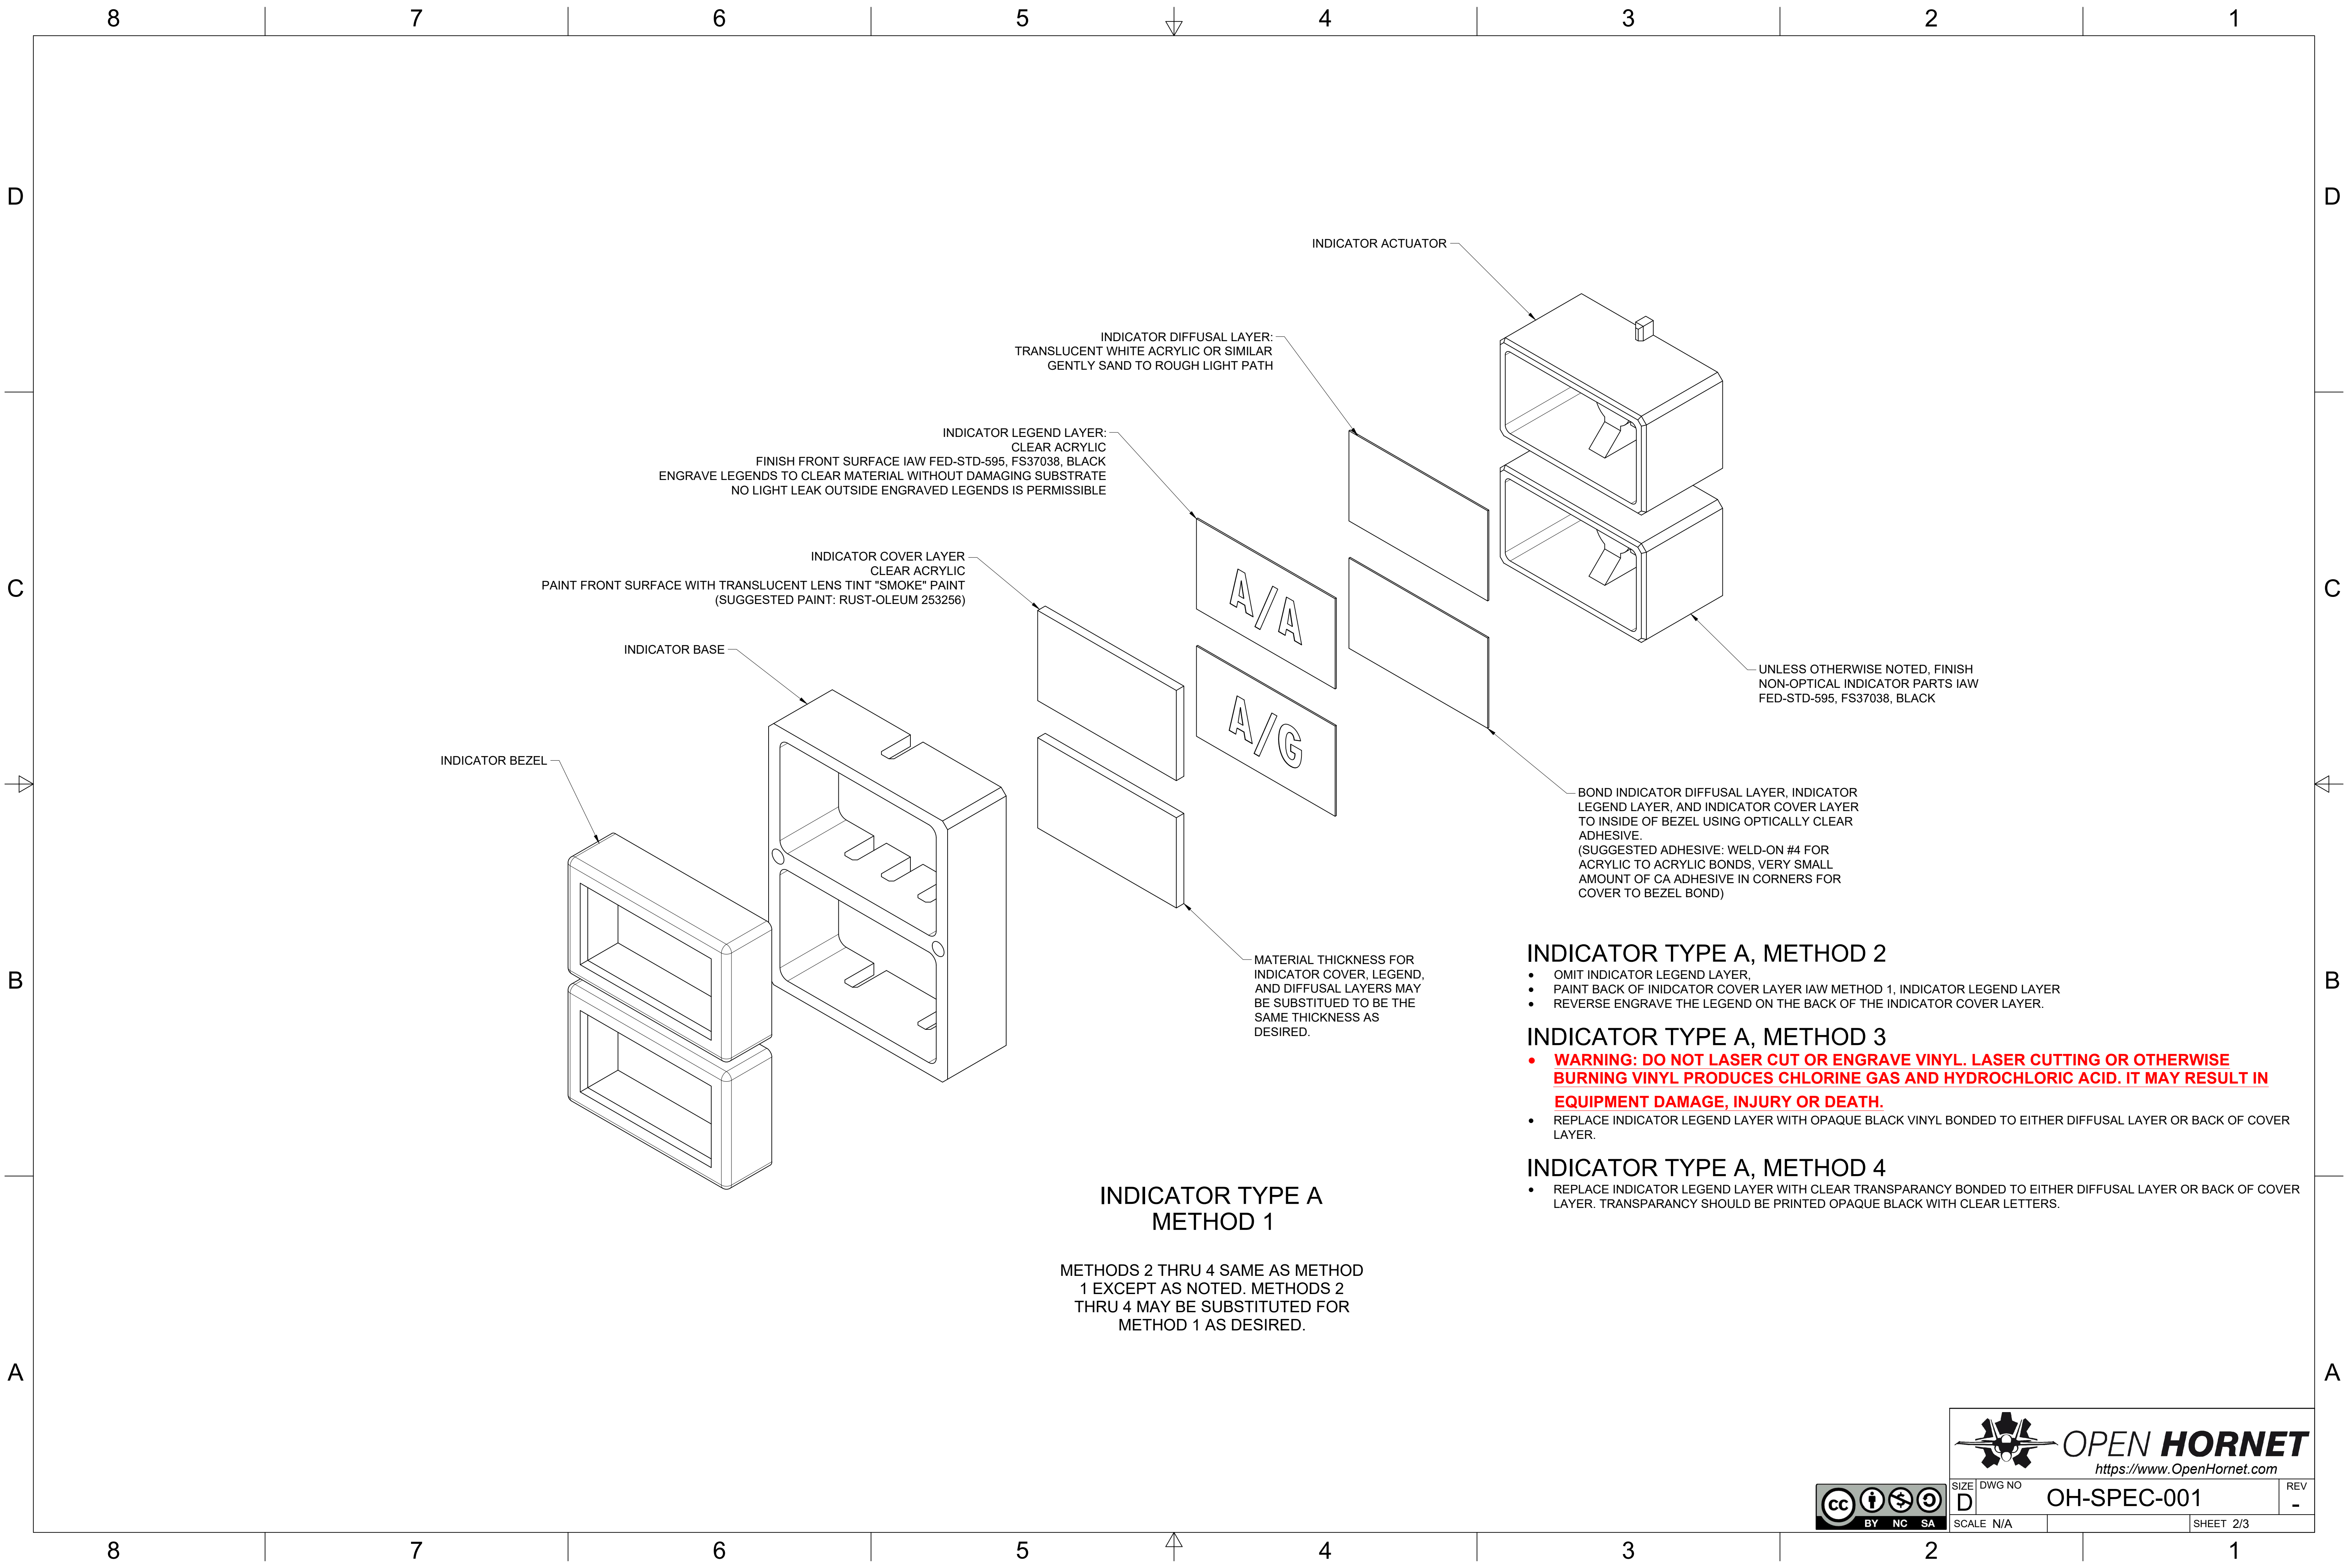 8 7 6 5 4 3 2 1
D
D
INDICATOR ACTUATOR
INDICATOR DIFFUSAL LAYER:
TRANSLUCENT WHITE ACRYLIC OR SIMILAR
GENTLY SAND TO ROUGH LIGHT PATH
INDICATOR LEGEND LAYER:
CLEAR ACRYLIC
FINISH FRONT SURFACE IAW FED-STD-595, FS37038, BLACK
ENGRAVE LEGENDS TO CLEAR MATERIAL WITHOUT DAMAGING SUBSTRATE
NO LIGHT LEAK OUTSIDE ENGRAVED LEGENDS IS PERMISSIBLE
INDICATOR COVER LAYER
CLEAR ACRYLIC
PAINT FRONT SURFACE WITH TRANSLUCENT LENS TINT "SMOKE" PAINT
(SUGGESTED PAINT: RUST-OLEUM 253256)
A/A
A/G
C
C
INDICATOR BASE
INDICATOR BEZEL
UNLESS OTHERWISE NOTED, FINISH
NON-OPTICAL INDICATOR PARTS IAW
FED-STD-595, FS37038, BLACK
BOND INDICATOR DIFFUSAL LAYER, INDICATOR
LEGEND LAYER, AND INDICATOR COVER LAYER
TO INSIDE OF BEZEL USING OPTICALLY CLEAR
ADHESIVE.
(SUGGESTED ADHESIVE: WELD-ON #4 FOR
ACRYLIC TO ACRYLIC BONDS, VERY SMALL
AMOUNT OF CA ADHESIVE IN CORNERS FOR
COVER TO BEZEL BOND)
MATERIAL THICKNESS FOR
INDICATOR COVER, LEGEND,
AND DIFFUSAL LAYERS MAY
BE SUBSTITUED TO BE THE
SAME THICKNESS AS
DESIRED.
B
B
INDICATOR TYPE A, METHOD 2
• OMIT INDICATOR LEGEND LAYER,
• PAINT BACK OF INIDCATOR COVER LAYER IAW METHOD 1, INDICATOR LEGEND LAYER
• REVERSE ENGRAVE THE LEGEND ON THE BACK OF THE INDICATOR COVER LAYER.
INDICATOR TYPE A, METHOD 3
• WARNING: DO NOT LASER CUT OR ENGRAVE VINYL. LASER CUTTING OR OTHERWISE
BURNING VINYL PRODUCES CHLORINE GAS AND HYDROCHLORIC ACID. IT MAY RESULT IN
EQUIPMENT DAMAGE, INJURY OR DEATH.
• REPLACE INDICATOR LEGEND LAYER WITH OPAQUE BLACK VINYL BONDED TO EITHER DIFFUSAL LAYER OR BACK OF COVER
LAYER.
INDICATOR TYPE A, METHOD 4
• REPLACE INDICATOR LEGEND LAYER WITH CLEAR TRANSPARANCY BONDED TO EITHER DIFFUSAL LAYER OR BACK OF COVER
LAYER. TRANSPARANCY SHOULD BE PRINTED OPAQUE BLACK WITH CLEAR LETTERS.
INDICATOR TYPE A
METHOD 1
METHODS 2 THRU 4 SAME AS METHOD
1 EXCEPT AS NOTED. METHODS 2
THRU 4 MAY BE SUBSTITUTED FOR
METHOD 1 AS DESIRED.
A
A
OPEN HORNET
https://www.OpenHornet.com
cc BY NC SA
SIZE D
DWG NO
OH-SPEC-001
REV -
SCALE N/A
SHEET 2/3
8 7 6 5 4 3 2 1